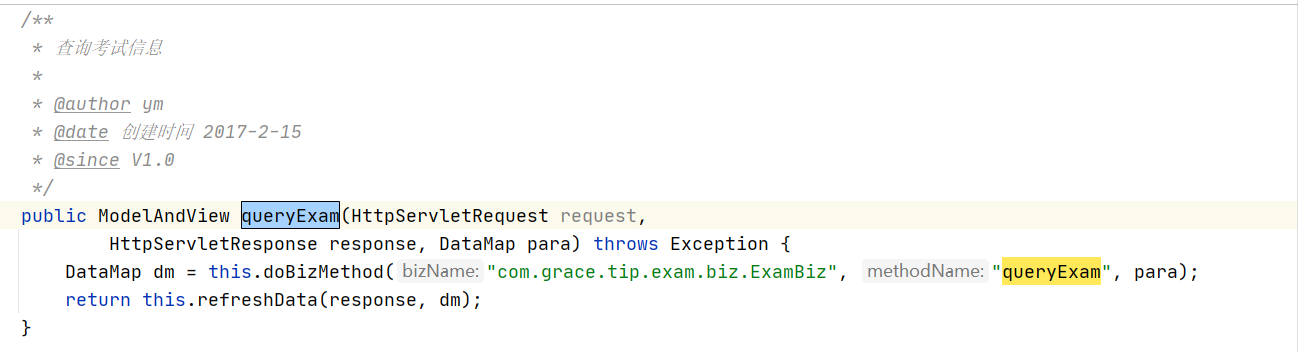 /**
 * 查询考试信息
 *
 * @author ym
 * @date 创建时间 2017-2-15
 * @since V1.0
 */
public ModelAndView queryExam(HttpServletRequest request,
        HttpServletResponse response, DataMap para) throws Exception {
    DataMap dm = this.doBizMethod( bizName: "com.grace.tip.exam.biz.ExamBiz", methodName: "queryExam", para);
    return this.refreshData(response, dm);
}